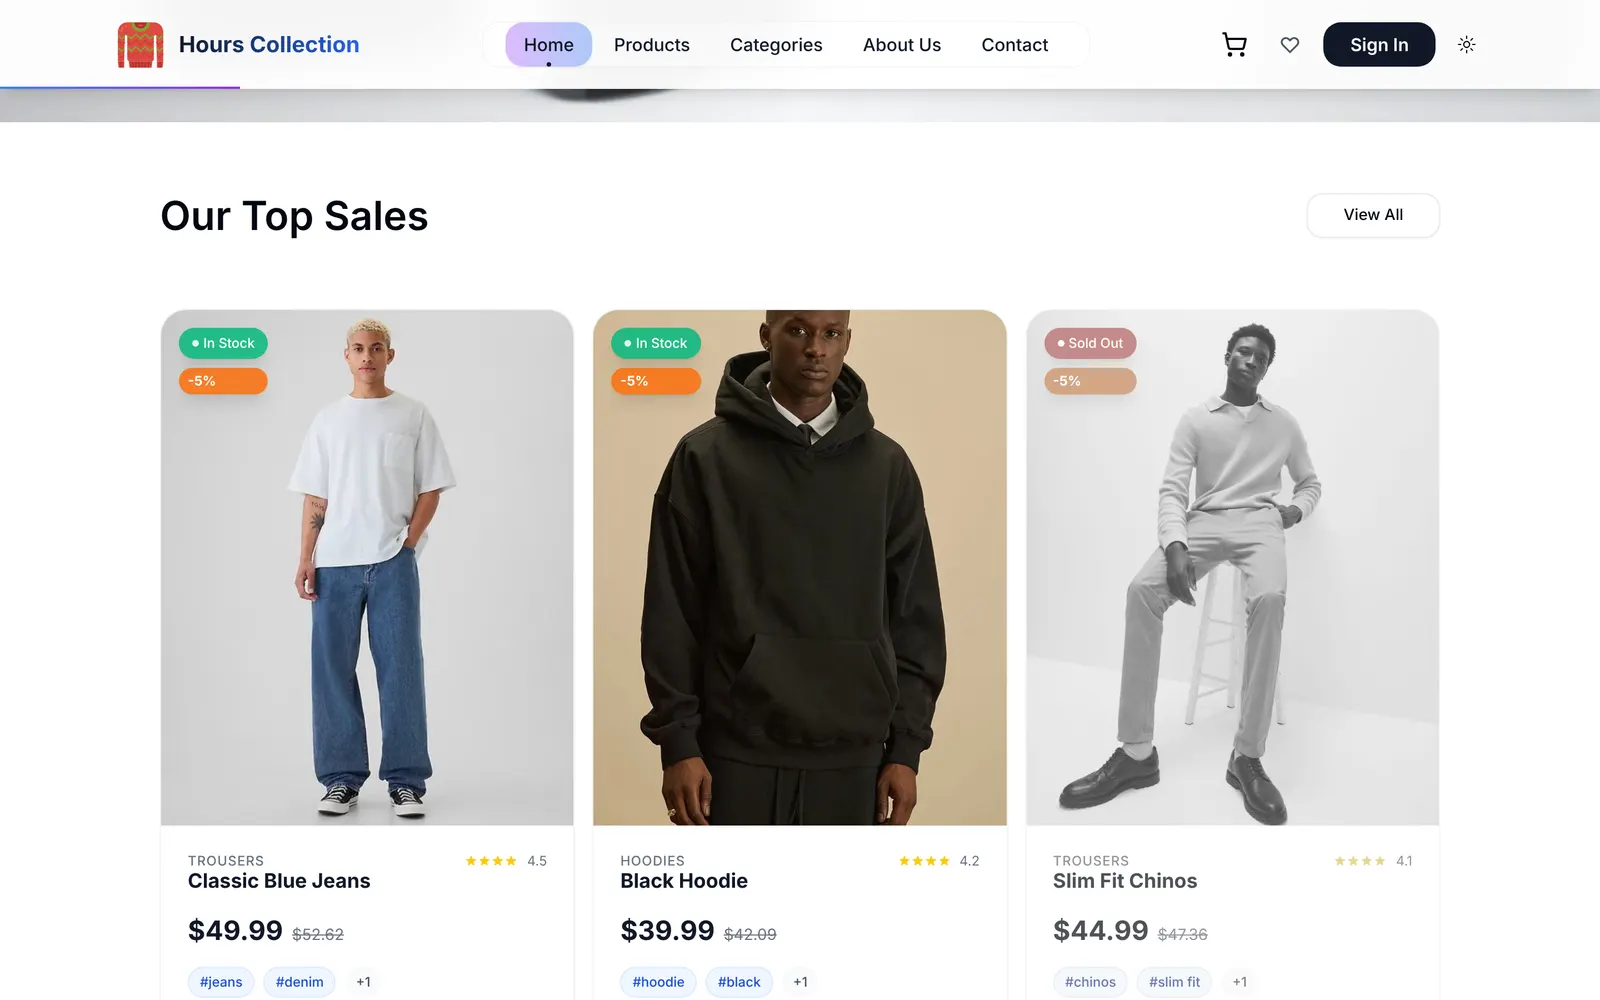 Hours Collection
Home
Products
Categories
About Us
Contact
Sign In
Our Top Sales
View All
In Stock
-5%
TROUSERS
4.5
Classic Blue Jeans
$49.99 $52.62
#jeans #denim +1
In Stock
-5%
HOODIES
4.2
Black Hoodie
$39.99 $42.09
#hoodie #black +1
Sold Out
-5%
TROUSERS
4.1
Slim Fit Chinos
$44.99 $47.36
#chinos #slim fit +1